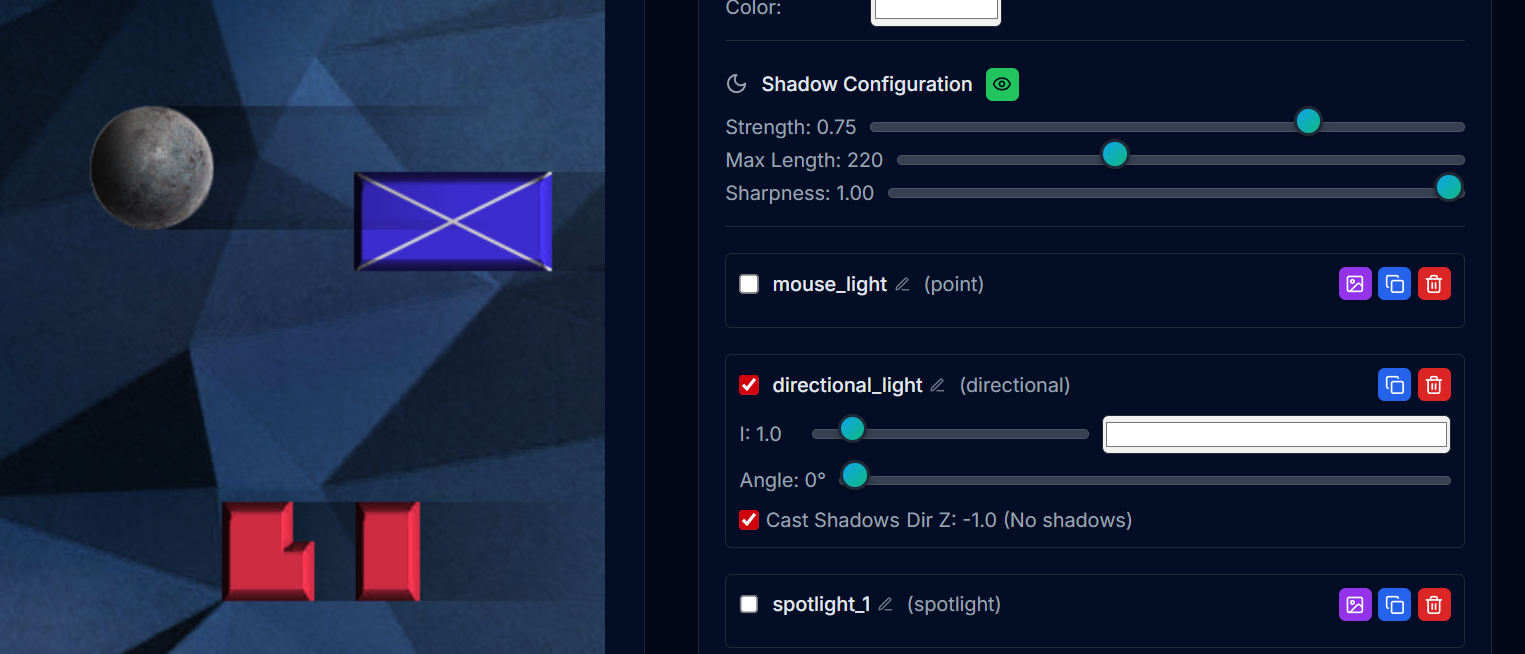 Color:
Shadow Configuration
Strength: 0.75
Max Length: 220
Sharpness: 1.00
mouse_light (point)
directional_light (directional)
I: 1.0
Angle: 0°
Cast Shadows Dir Z: -1.0 (No shadows)
spotlight_1 (spotlight)